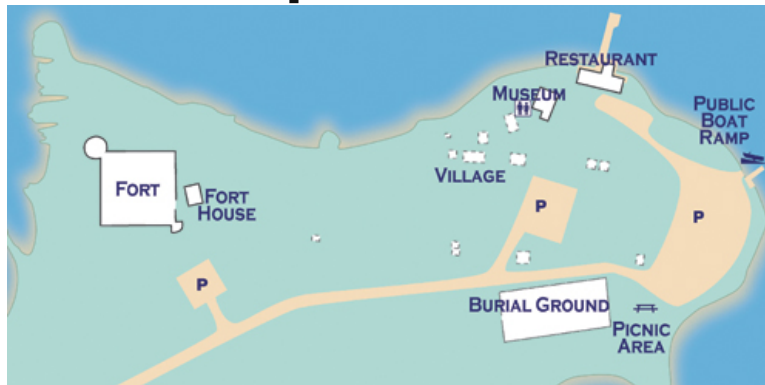 RESTAURANT
MUSEUM
PUBLIC
BOAT
RAMP
VILLAGE
FORT
FORT
HOUSE
P
P
P
BURIAL GROUND
PICNIC
AREA